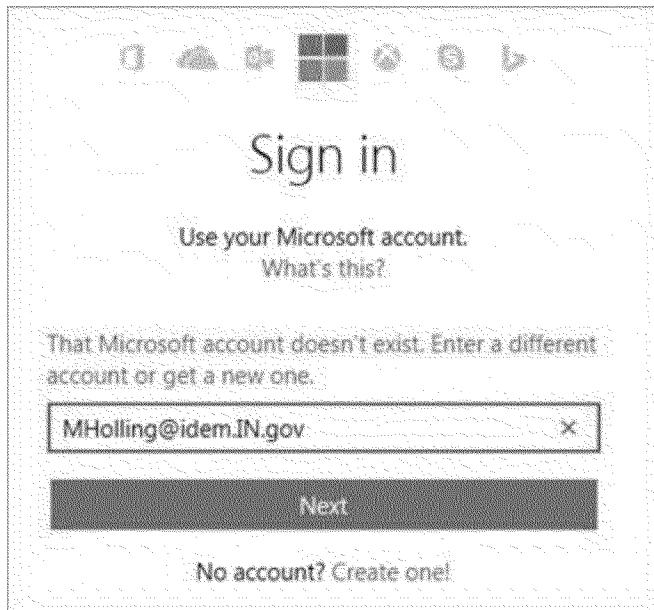 Sign in
Use your Microsoft account.
What's this?
That Microsoft account doesn't exist. Enter a different
account or get a new one.
MHolling@idem.IN.gov ×
Next
No account? Create one!